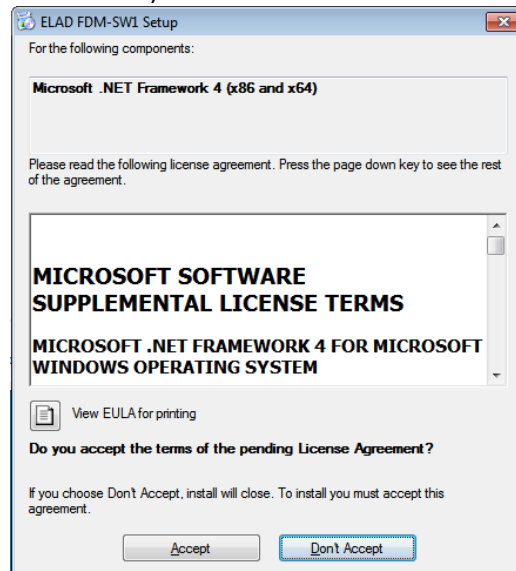 ELAD FDM-SW1 Setup
For the following components:
Microsoft .NET Framework 4 (x86 and x64)
Please read the following license agreement. Press the page down key to see the rest
of the agreement.
MICROSOFT SOFTWARE
SUPPLEMENTAL LICENSE TERMS
MICROSOFT .NET FRAMEWORK 4 FOR MICROSOFT
WINDOWS OPERATING SYSTEM
View EULA for printing
Do you accept the terms of the pending License Agreement?
If you choose Don't Accept, install will close. To install you must accept this
agreement.
Accept
Don't Accept